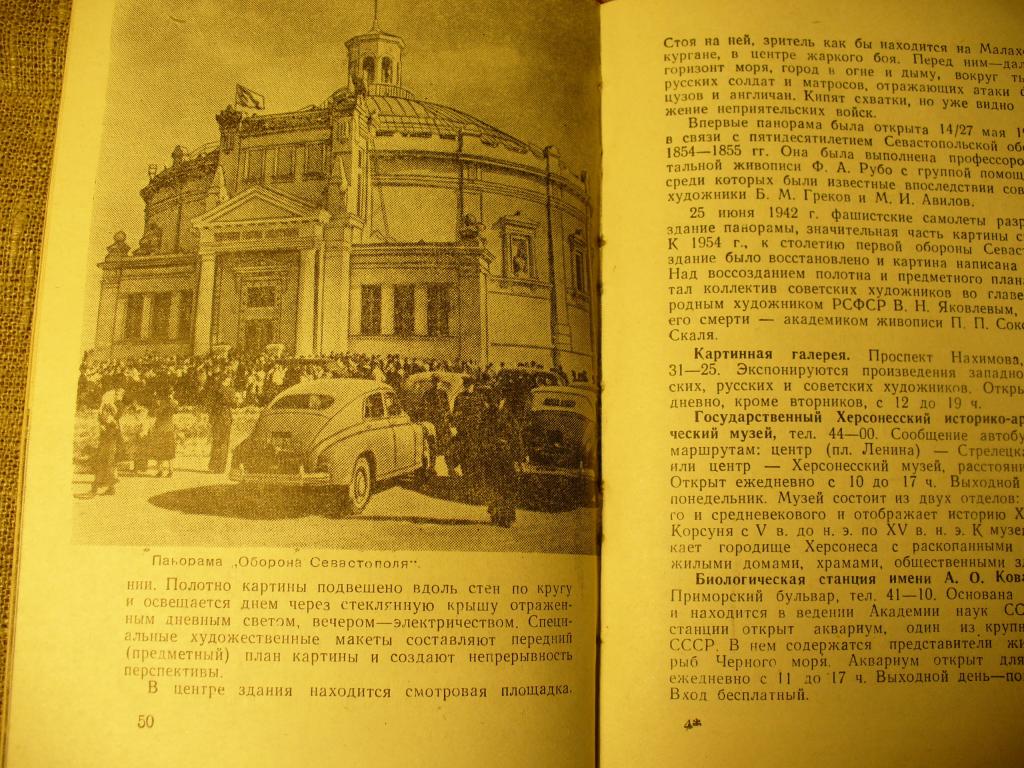 Панорама „Оборона Севастополя“.
нии. Полотно картины подвешено вдоль стен по кругу
и освещается днем через стеклянную крышу отражен-
ным дневным светом, вечером—электричеством. Специ-
альные художественные макеты составляют передний
(предметный) план картины и создают непрерывность
перспективы.
В центре здания находится смотровая площадка.
50
Стоя на ней, зритель как бы находится на Малахо
кургане, в центре жаркого боя. Перед ним—дал
горизонт моря, город в огне и дыму, вокруг ты
русских солдат и матросов, отражающих атаки ф
цузов и англичан. Кипят схватки, но уже видно
жение неприятельских войск.
Впервые панорама была открыта 14/27 мая 19
в связи с пятидесятилетием Севастопольской обо
1854—1855 гг. Она была выполнена профессоро
тальной живописи Ф. А. Рубо с группой помощ
среди которых были известные впоследствии сов
художники Б. М. Греков и М. И. Авилов.
25 июня 1942 г. фашистские самолеты разр
здание панорамы, значительная часть картины с
К 1954 г., к столетию первой обороны Севас
здание было восстановлено и картина написана
Над воссозданием полотна и предметного план
тал коллектив советских художников во главе
родным художником РСФСР В. Н. Яковлевым,
его смерти — академиком живописи П. П. Соко
Скаля.
Картинная галерея. Проспект Нахимова,
31—25. Экспонируются произведения западно
ских, русских и советских художников. Откры
дневно, кроме вторников, с 12 до 19 ч.
Государственный Херсонесский историко-ар
ческий музей, тел. 44—00. Сообщение автобу
маршрутам: центр (пл. Ленина) — Стрелецка
или центр — Херсонесский музей, расстояни
Открыт ежедневно с 10 до 17 ч. Выходной
понедельник. Музей состоит из двух отделов:
го и средневекового и отображает историю Х
Корсуня с V в. до н. э. по XV в. н. э. К музе
кает городище Херсонеса с раскопанными
жилыми домами, храмами, общественными з
Биологическая станция имени А. О. Кова
Приморский бульвар, тел. 41—10. Основана
и находится в ведении Академии наук СС
станции открыт аквариум, один из крупн
СССР. В нем содержатся представители жи
рыб Черного моря. Аквариум открыт для
ежедневно с 11 до 17 ч. Выходной день—по
Вход бесплатный.
4*